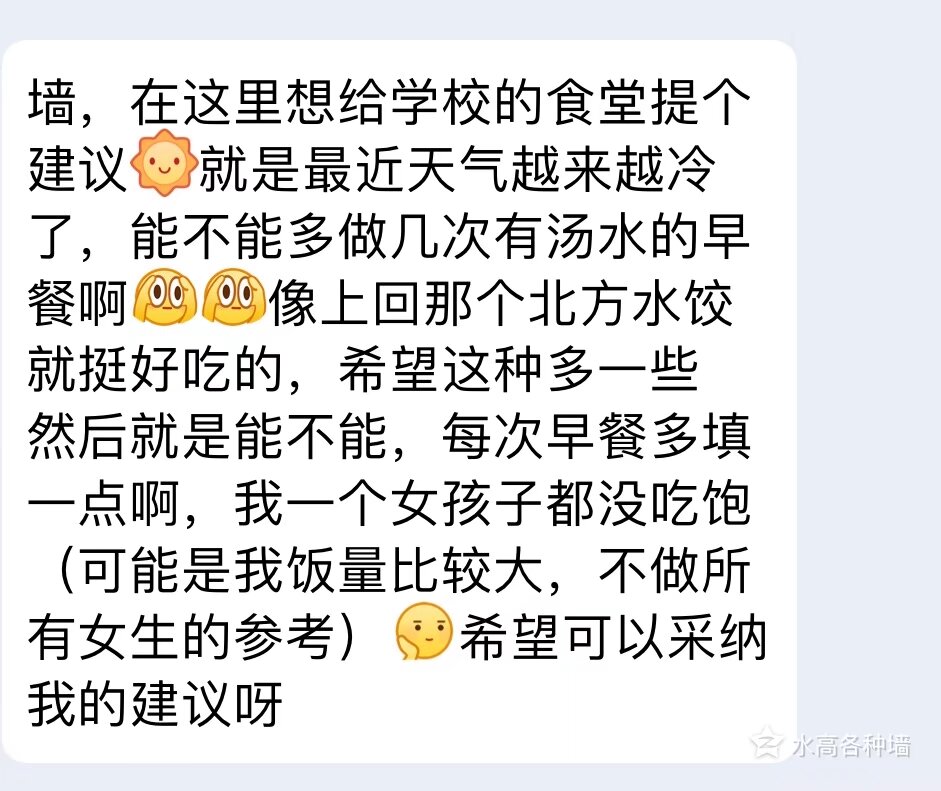 墙，在这里想给学校的食堂提个
建议就是最近天气越来越冷
了，能不能多做几次有汤水的早
餐啊像上回那个北方水饺
就挺好吃的，希望这种多一些
然后就是能不能，每次早餐多填
一点啊，我一个女孩子都没吃饱
（可能是我饭量比较大，不做所
有女生的参考）希望可以采纳
我的建议呀
水高各种墙